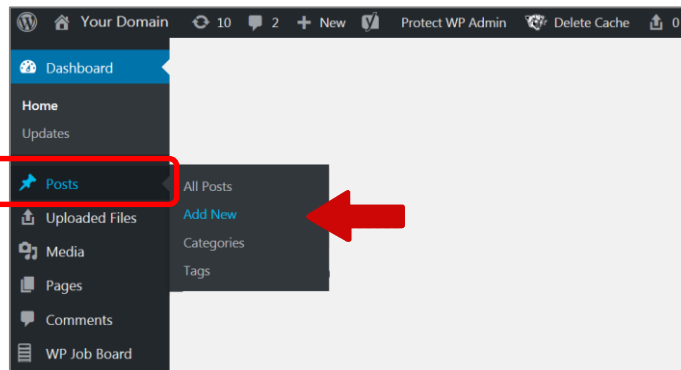 Your Domain 10 2 New Protect WP Admin Delete Cache 0
Dashboard
Home
Updates
Posts
All Posts
Add New
Categories
Tags
Uploaded Files
Media
Pages
Comments
WP Job Board